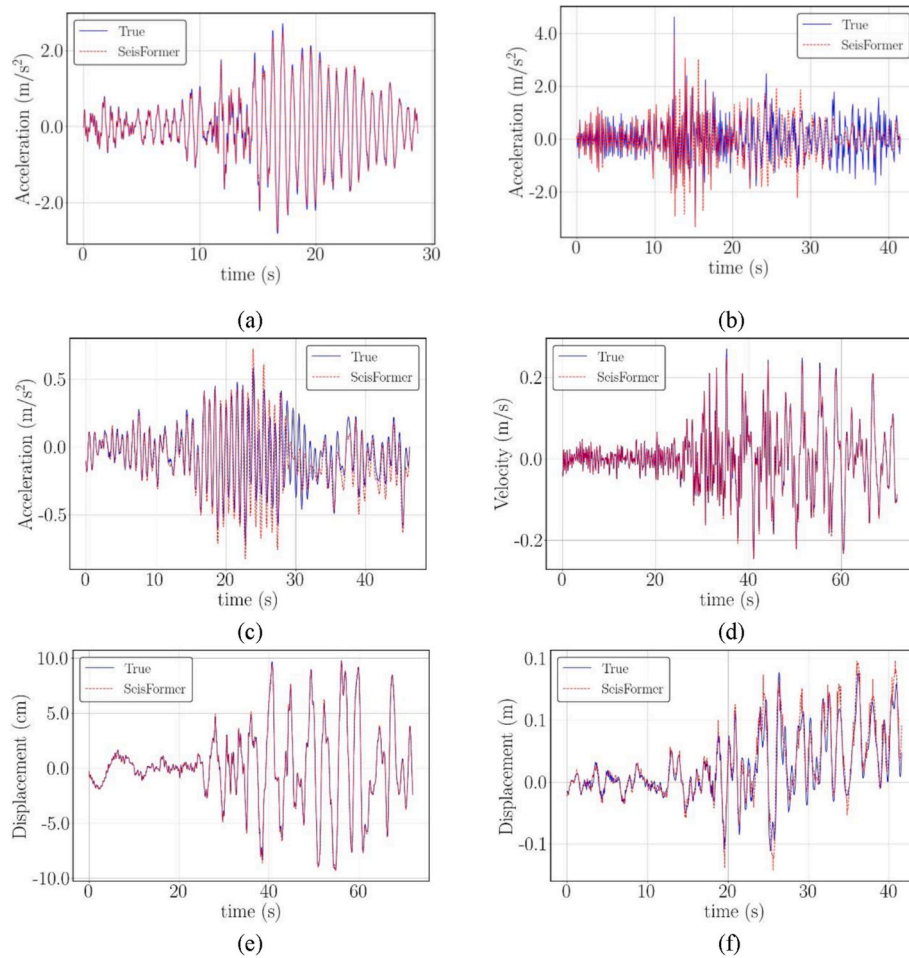 True
SeisFormer
Acceleration (m/s²)
2.0
0.0
-2.0
0
10
20
30
time (s)
(a)
True
SeisFormer
Acceleration (m/s²)
4.0
2.0
0.0
-2.0
0
10
20
30
40
time (s)
(b)
True
SeisFormer
Acceleration (m/s²)
0.5
0.0
-0.5
0
10
20
30
40
time (s)
(c)
True
SeisFormer
Velocity (m/s)
0.2
0.0
-0.2
0
20
40
60
time (s)
(d)
True
SeisFormer
Displacement (cm)
10.0
5.0
0.0
-5.0
-10.0
0
20
40
60
time (s)
(e)
True
SeisFormer
Displacement (m)
0.1
0.1
0.0
-0.1
0
10
20
30
40
time (s)
(f)